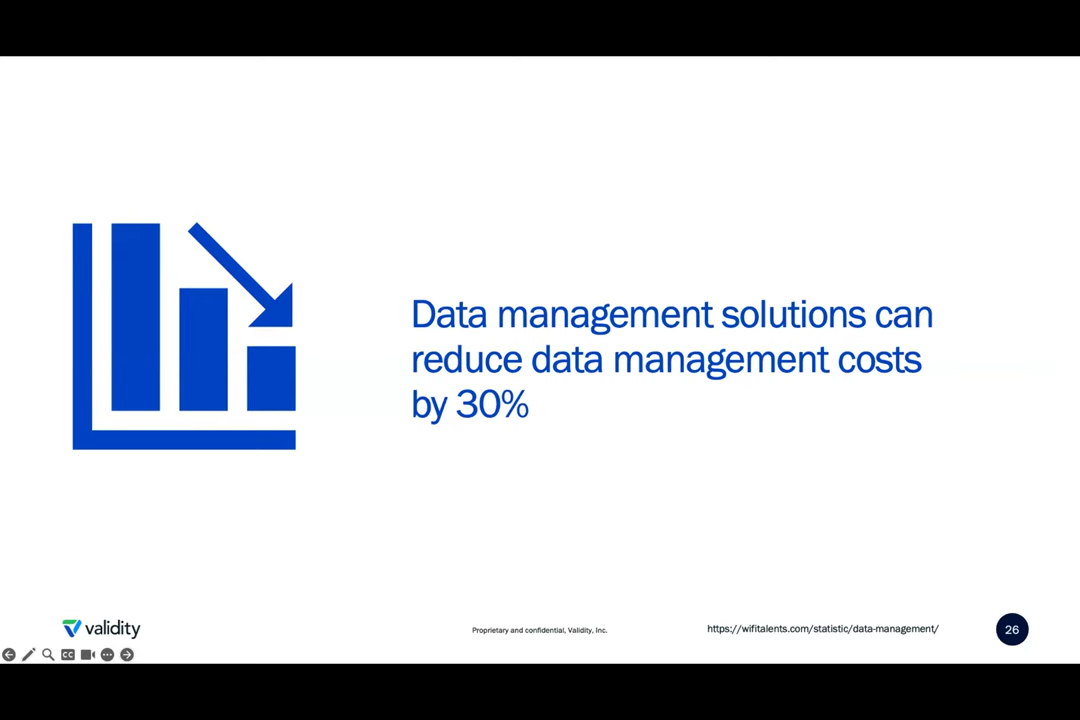 Data management solutions can
reduce data management costs
by 30%
validity
Proprietary and confidential, Validity, Inc.
https://wifitalents.com/statistic/data-management/
26
CC